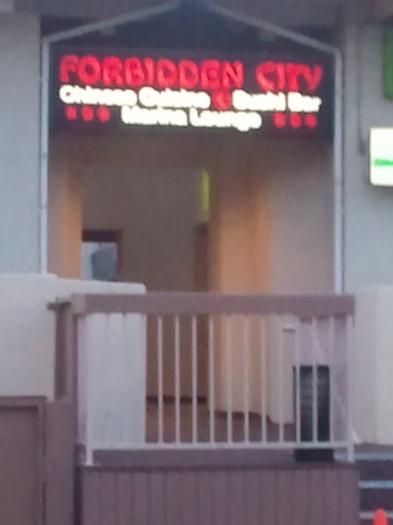 FORBIDDEN CITY
Chinese Cuisine & Sushi Bar
Marina Lounge